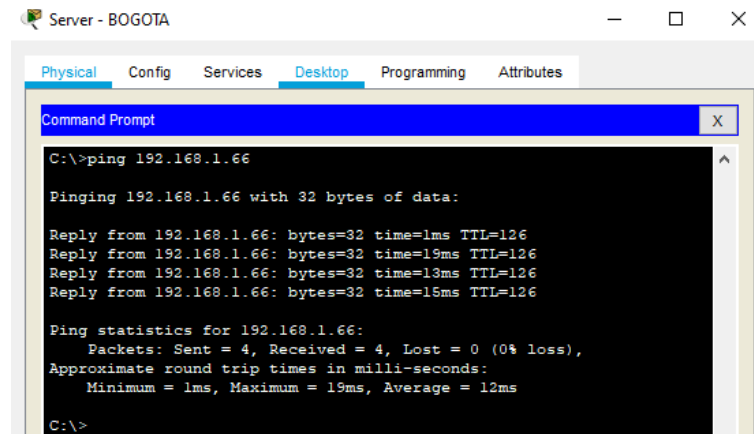 Server - BOGOTA
Physical Config Services Desktop Programming Attributes
Command Prompt X
C:\>ping 192.168.1.66
Pinging 192.168.1.66 with 32 bytes of data:
Reply from 192.168.1.66: bytes=32 time=1ms TTL=126
Reply from 192.168.1.66: bytes=32 time=19ms TTL=126
Reply from 192.168.1.66: bytes=32 time=13ms TTL=126
Reply from 192.168.1.66: bytes=32 time=15ms TTL=126
Ping statistics for 192.168.1.66:
Packets: Sent = 4, Received = 4, Lost = 0 (0% loss),
Approximate round trip times in milli-seconds:
Minimum = 1ms, Maximum = 19ms, Average = 12ms
C:\>